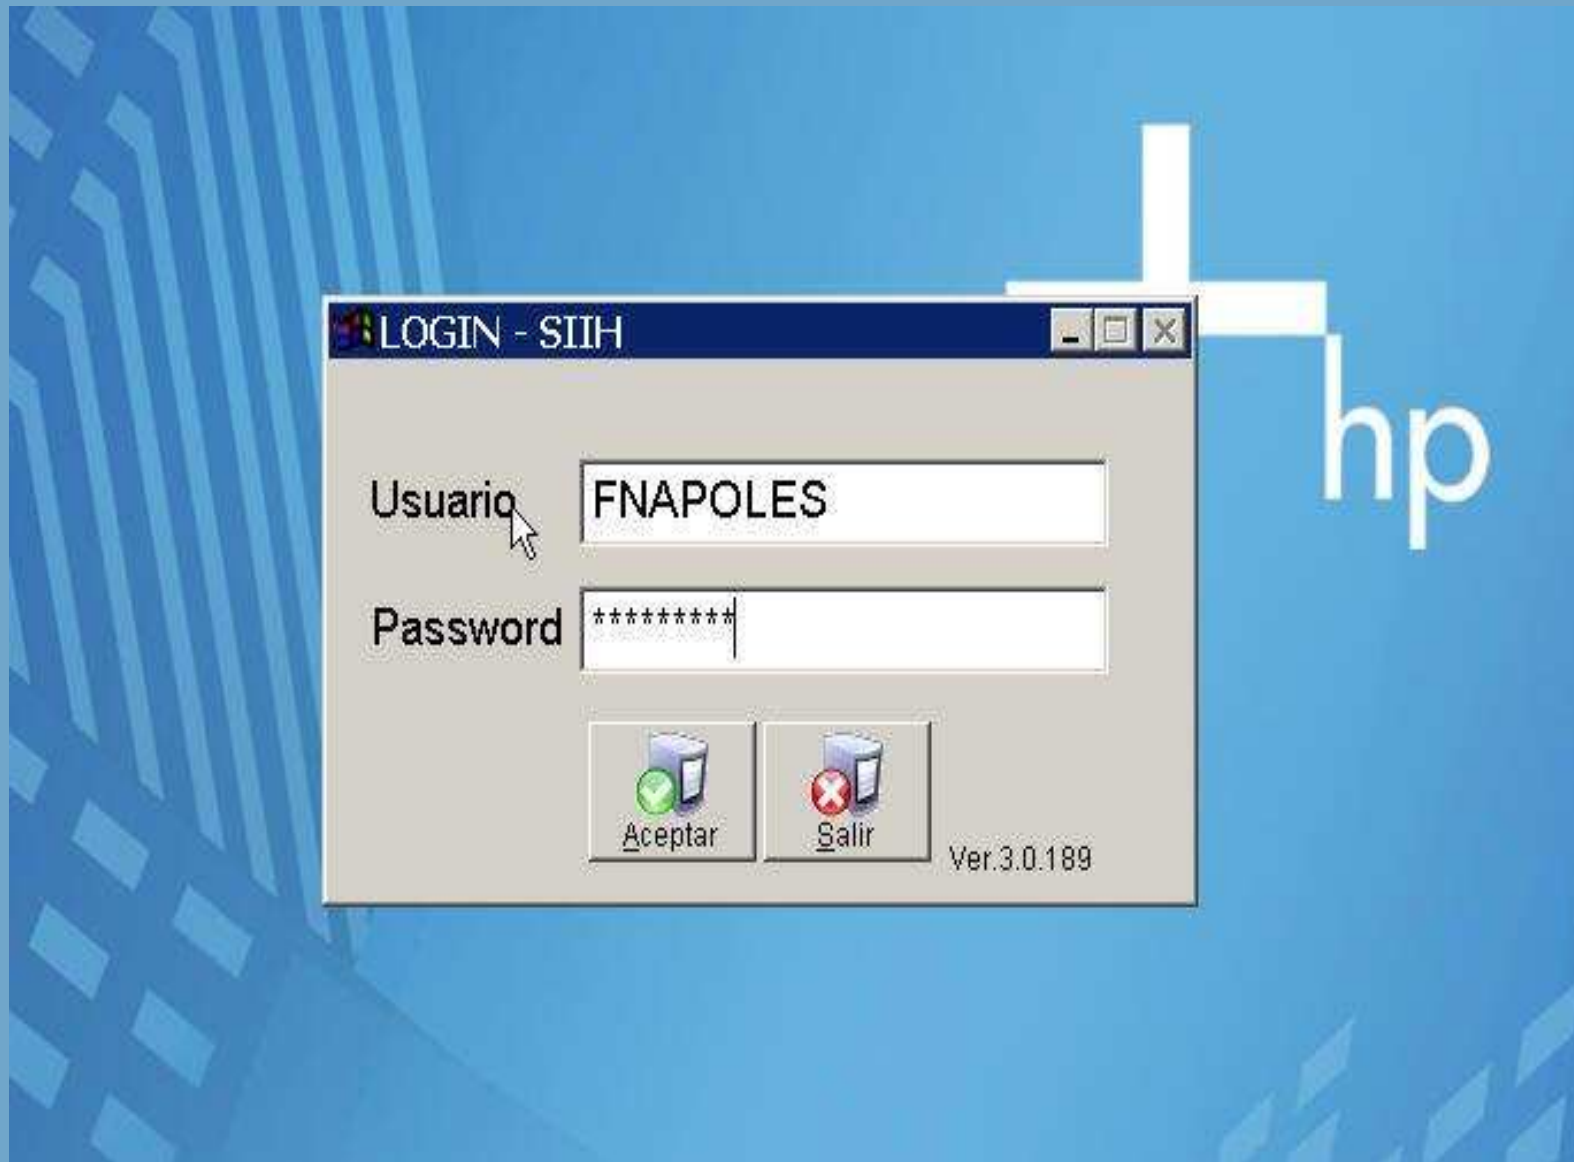 LOGIN - SIIH
hp
Usuario FNAPOLES
Password *********
Aceptar Salir
Ver.3.0.189